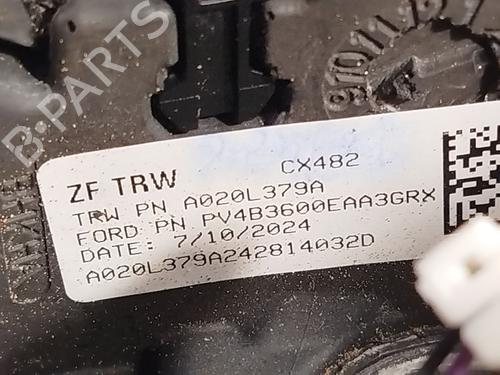 B-PARTS
ZF TRW CX482
TRW PN A020L379A
FORD PN PV4B3600EAA3GRX
DATE: 7/10/2024
A020L379A242814032D